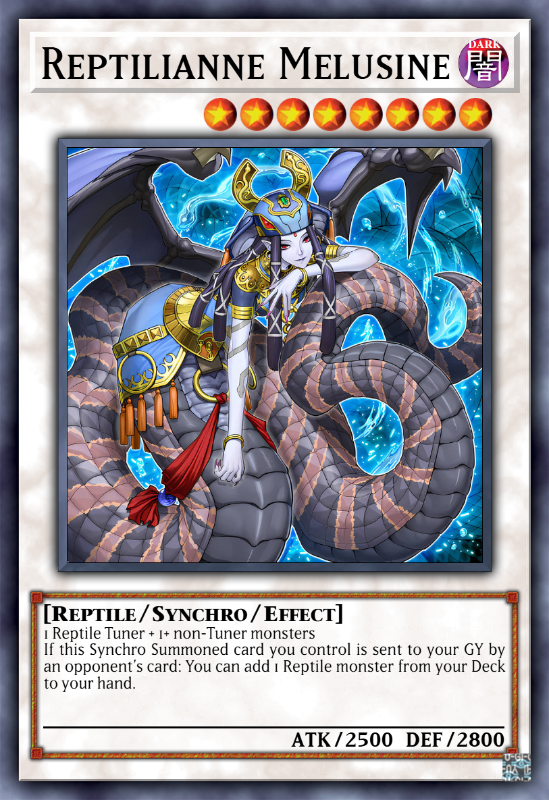 REPTILIANNE MELUSINE
DARK
闇
[REPTILE/SYNCHRO/EFFECT]
1 Reptile Tuner + 1+ non-Tuner monsters
If this Synchro Summoned card you control is sent to your GY by
an opponent's card: You can add 1 Reptile monster from your Deck
to your hand.
ATK/2500 DEF/2800